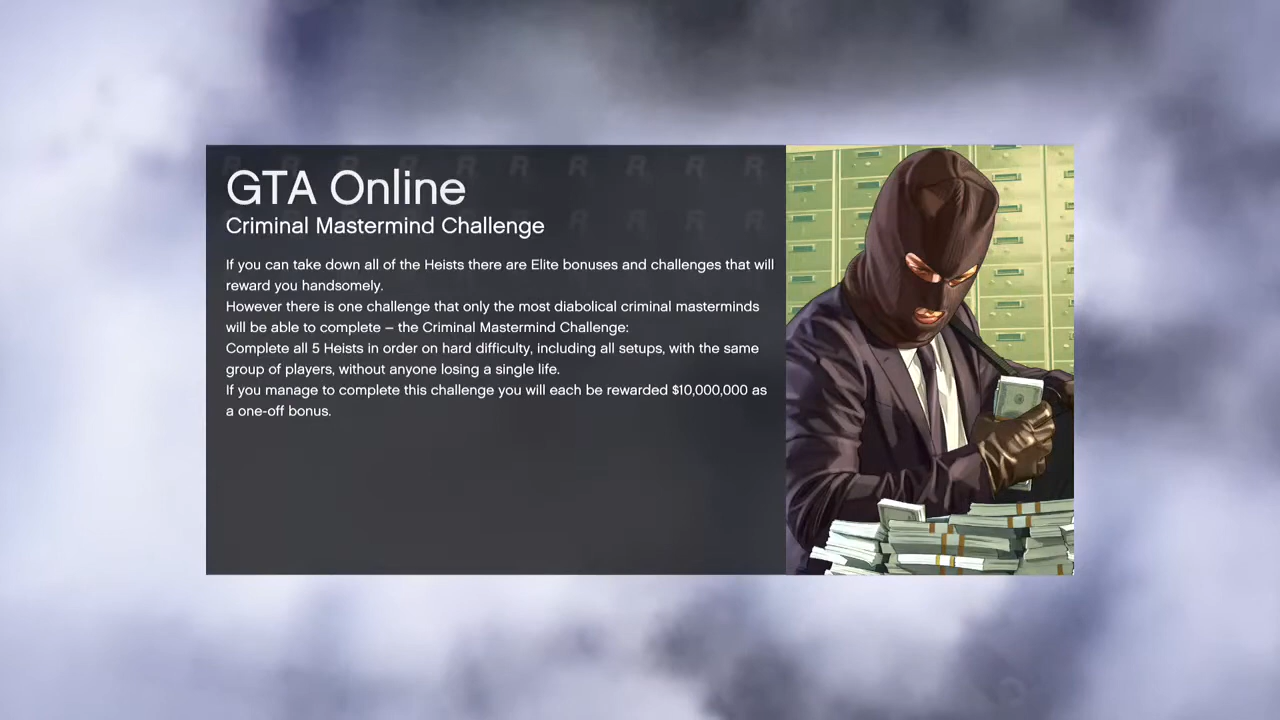 GTA Online
Criminal Mastermind Challenge
If you can take down all of the Heists there are Elite bonuses and challenges that will
reward you handsomely.
However there is one challenge that only the most diabolical criminal masterminds
will be able to complete – the Criminal Mastermind Challenge:
Complete all 5 Heists in order on hard difficulty, including all setups, with the same
group of players, without anyone losing a single life.
If you manage to complete this challenge you will each be rewarded $10,000,000 as
a one-off bonus.